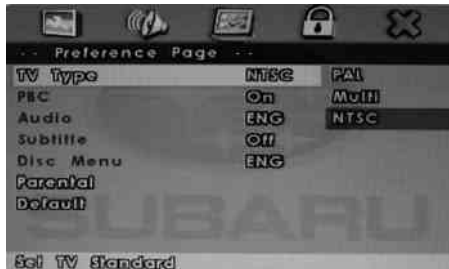 -- Preference Page --
TV Type NTSC PAL
PBC On Multi
Audio ENG NTSC
Subtitle Off
Disc Menu ENG
Parental
Default
SUBARU
Set TV Standard